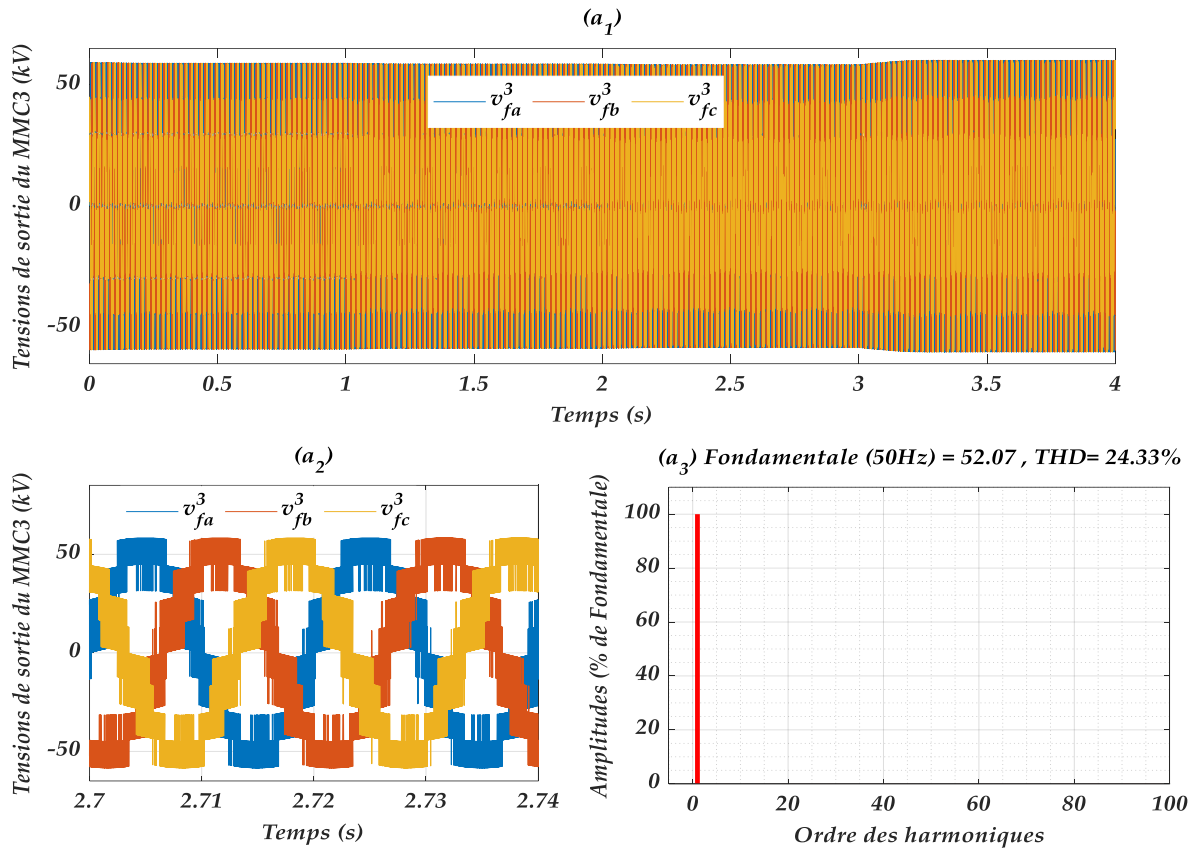 (a1)
Tensions de sortie du MMC3 (kV)
50
0
-50
v3fa v3fb v3fc
0 0.5 1 1.5 2 2.5 3 3.5 4
Temps (s)
(a2)
Tensions de sortie du MMC3 (kV)
50
0
-50
v3fa v3fb v3fc
2.7 2.71 2.72 2.73 2.74
Temps (s)
(a3) Fondamentale (50Hz) = 52.07 , THD= 24.33%
Amplitudes (% de Fondamentale)
100
80
60
40
20
0
0 20 40 60 80 100
Ordre des harmoniques